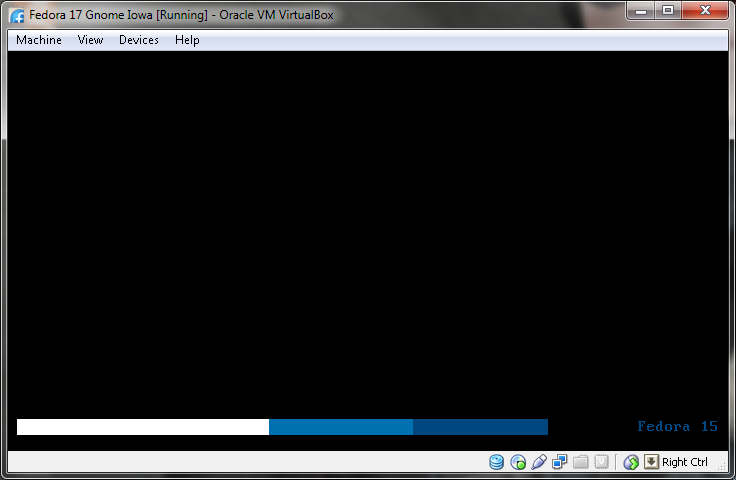 Fedora 17 Gnome Iowa [Running] - Oracle VM VirtualBox
Machine View Devices Help
Fedora 15
Right Ctrl